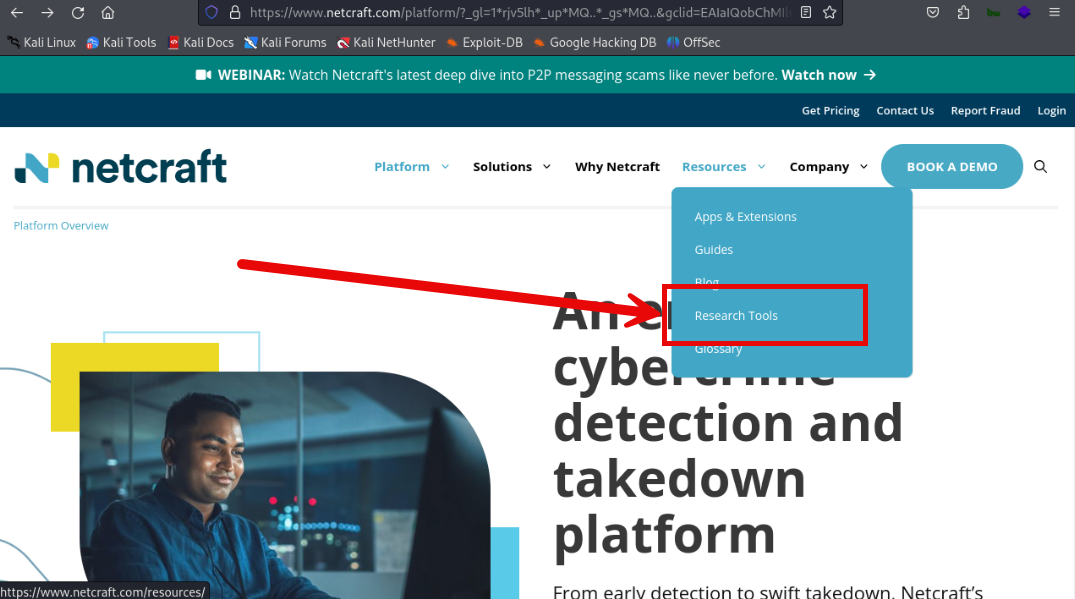 https://www.netcraft.com/platform/?_gl=1*rjv5lh*_up*MQ..*_gs*MQ..&gclid=EAIaIQobChMI
Kali Linux Kali Tools Kali Docs Kali Forums Kali NetHunter Exploit-DB Google Hacking DB OffSec
WEBINAR: Watch Netcraft's latest deep dive into P2P messaging scams like never before. Watch now →
Get Pricing Contact Us Report Fraud Login
netcraft
Platform Solutions Why Netcraft Resources Company BOOK A DEMO
Platform Overview
Apps & Extensions
Guides
Blog
Research Tools
Glossary
An
cybercrime
detection and
takedown
platform
From early detection to swift takedown, Netcraft's
https://www.netcraft.com/resources/